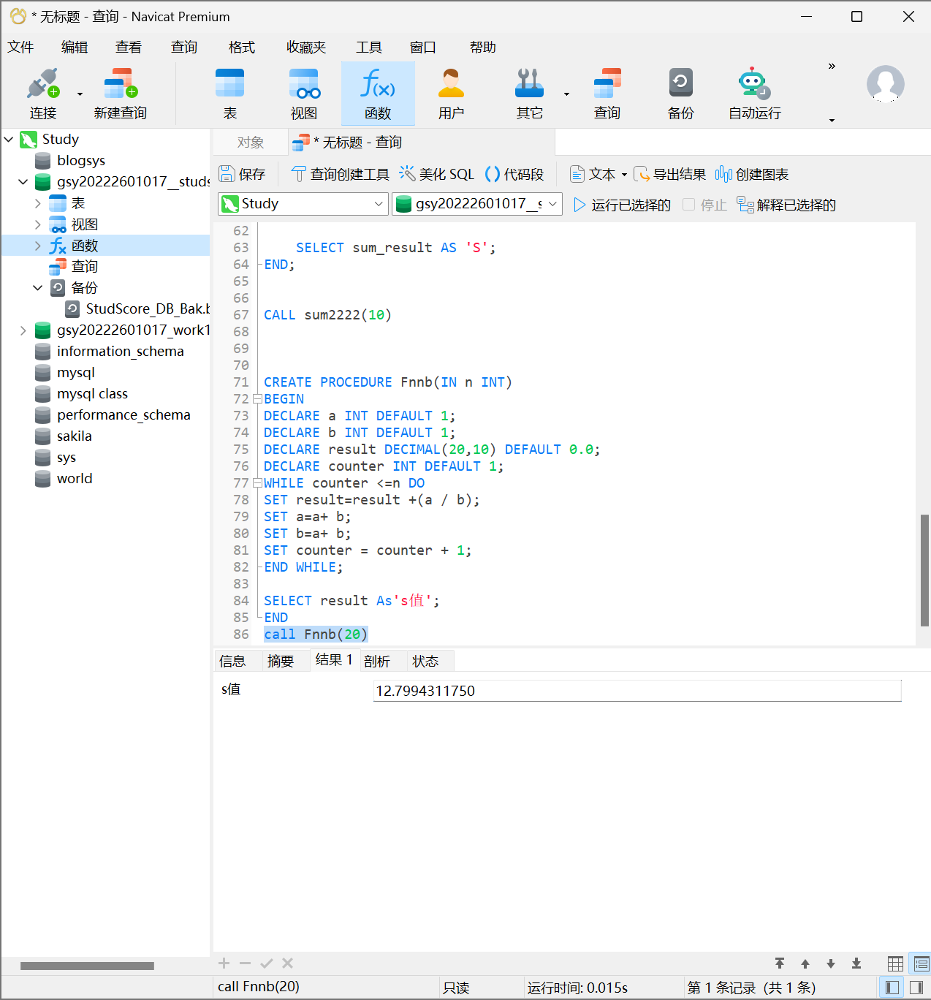 * 无标题 - 查询 - Navicat Premium
文件 编辑 查看 查询 格式 收藏夹 工具 窗口 帮助
连接 新建查询 表 视图 函数 用户 其它 查询 备份 自动运行
Study
blogsys
gsy20222601017__studs
表
视图
函数
查询
备份
StudScore_DB_Bak.b
gsy20222601017_work1
information_schema
mysql
mysql class
performance_schema
sakila
sys
world
对象 * 无标题 - 查询
保存 查询创建工具 美化 SQL 代码段 文本 导出结果 创建图表
Study gsy20222601017__s 运行已选择的 停止 解释已选择的
62
63 SELECT sum_result AS 'S';
64 END;
65
66
67 CALL sum2222(10)
68
69
70
71 CREATE PROCEDURE Fnnb(IN n INT)
72 BEGIN
73 DECLARE a INT DEFAULT 1;
74 DECLARE b INT DEFAULT 1;
75 DECLARE result DECIMAL(20,10) DEFAULT 0.0;
76 DECLARE counter INT DEFAULT 1;
77 WHILE counter <=n DO
78 SET result=result +(a / b);
79 SET a=a+ b;
80 SET b=a+ b;
81 SET counter = counter + 1;
82 END WHILE;
83
84 SELECT result As's值';
85 END
86 call Fnnb(20)
信息 摘要 结果 1 剖析 状态
s值 12.7994311750
call Fnnb(20) 只读 运行时间: 0.015s 第 1 条记录 (共 1 条)